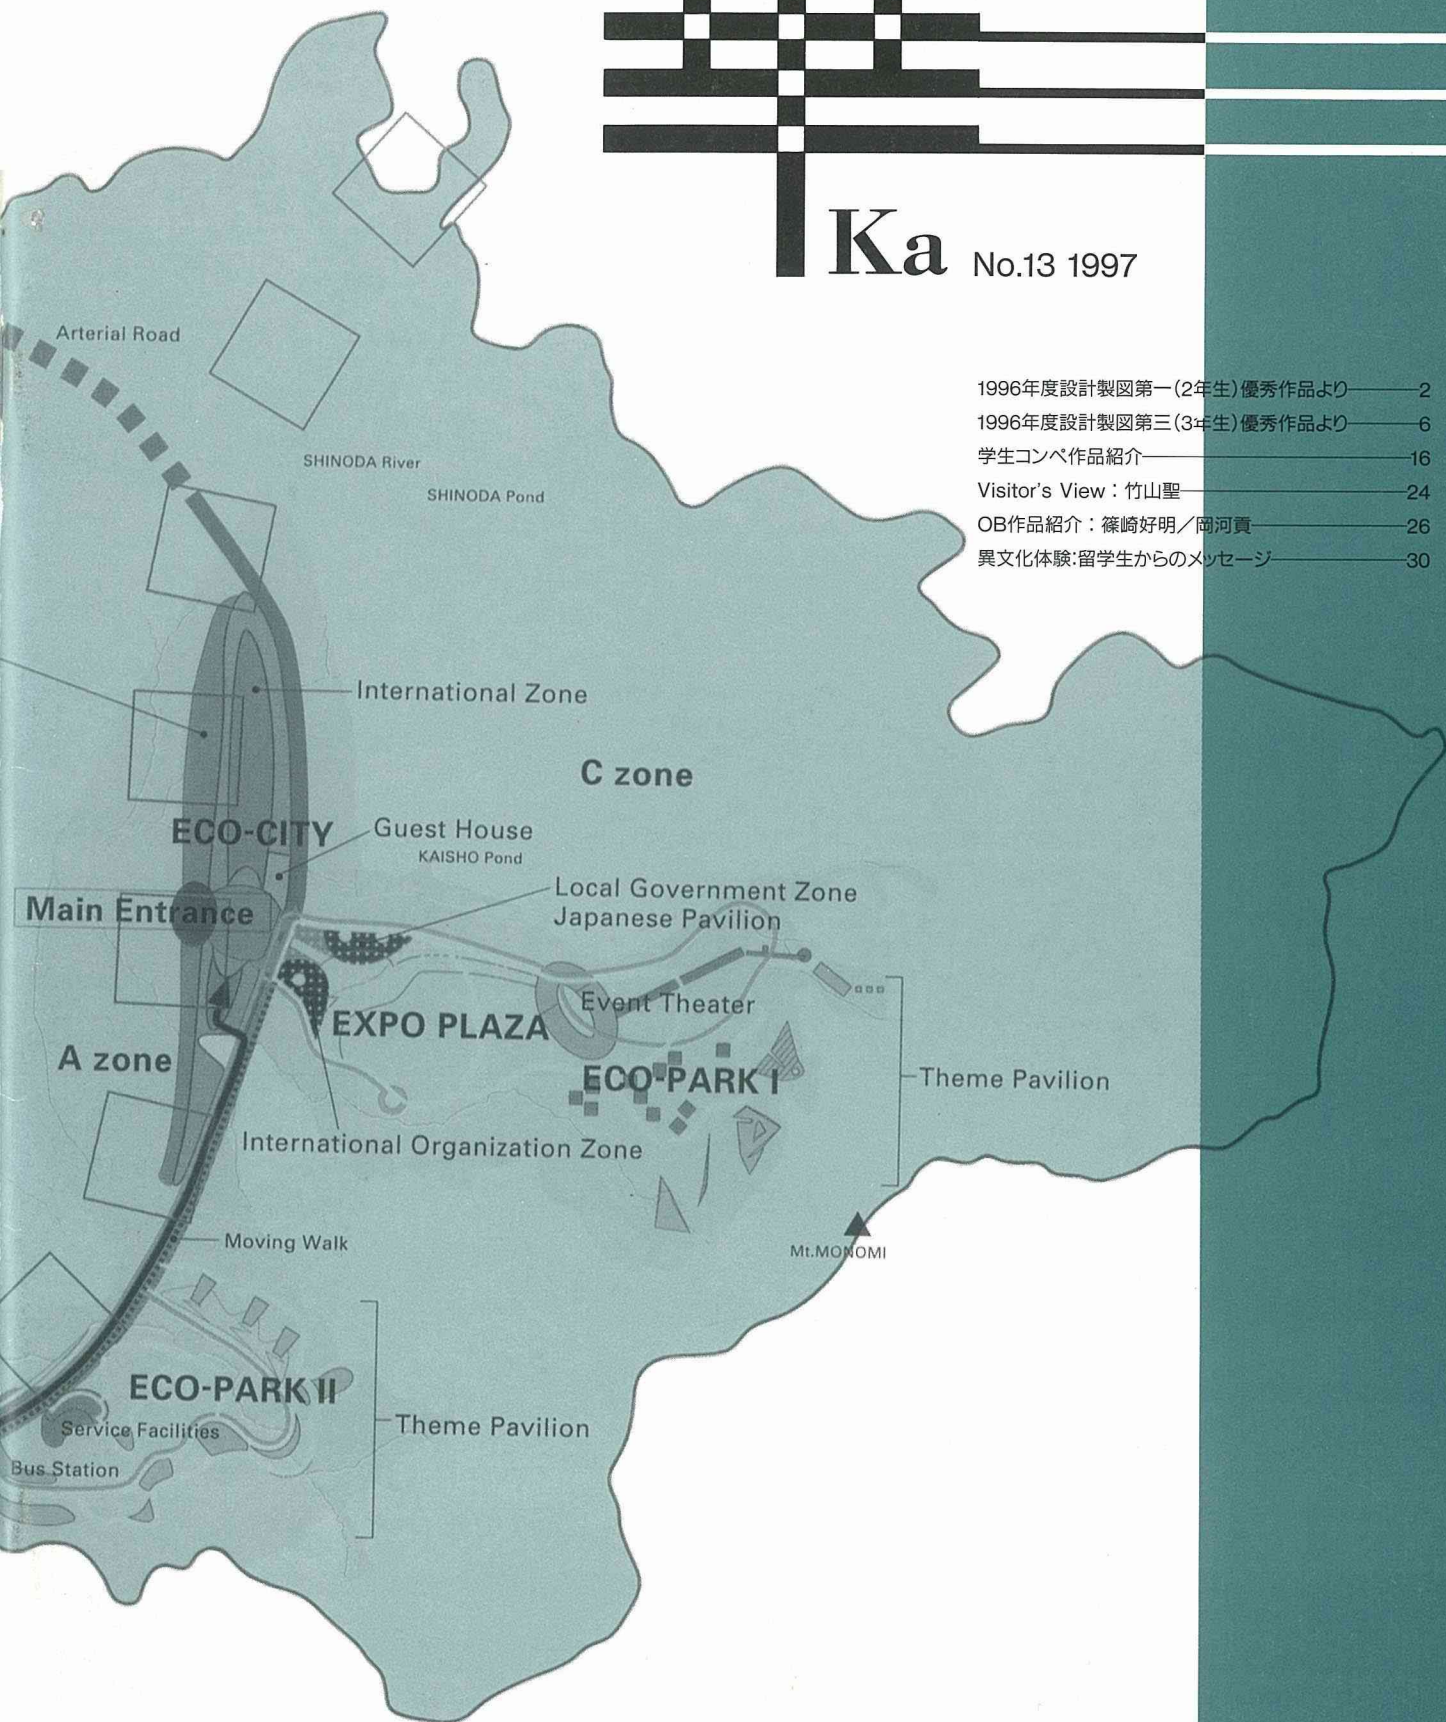 Ka No.13 1997
1996年度設計製図第一(2年生)優秀作品より 2
1996年度設計製図第三(3年生)優秀作品より 6
学生コンペ作品紹介 16
Visitor's View：竹山聖 24
OB作品紹介：篠崎好明／岡河貢 26
異文化体験:留学生からのメッセージ 30
Arterial Road
SHINODA River
SHINODA Pond
International Zone
C zone
ECO-CITY
Guest House
KAISHO Pond
Local Government Zone
Japanese Pavilion
Main Entrance
Event Theater
EXPO PLAZA
A zone
ECO-PARK I
Theme Pavilion
International Organization Zone
Moving Walk
Mt.MONOMI
ECO-PARK II
Theme Pavilion
Service Facilities
Bus Station